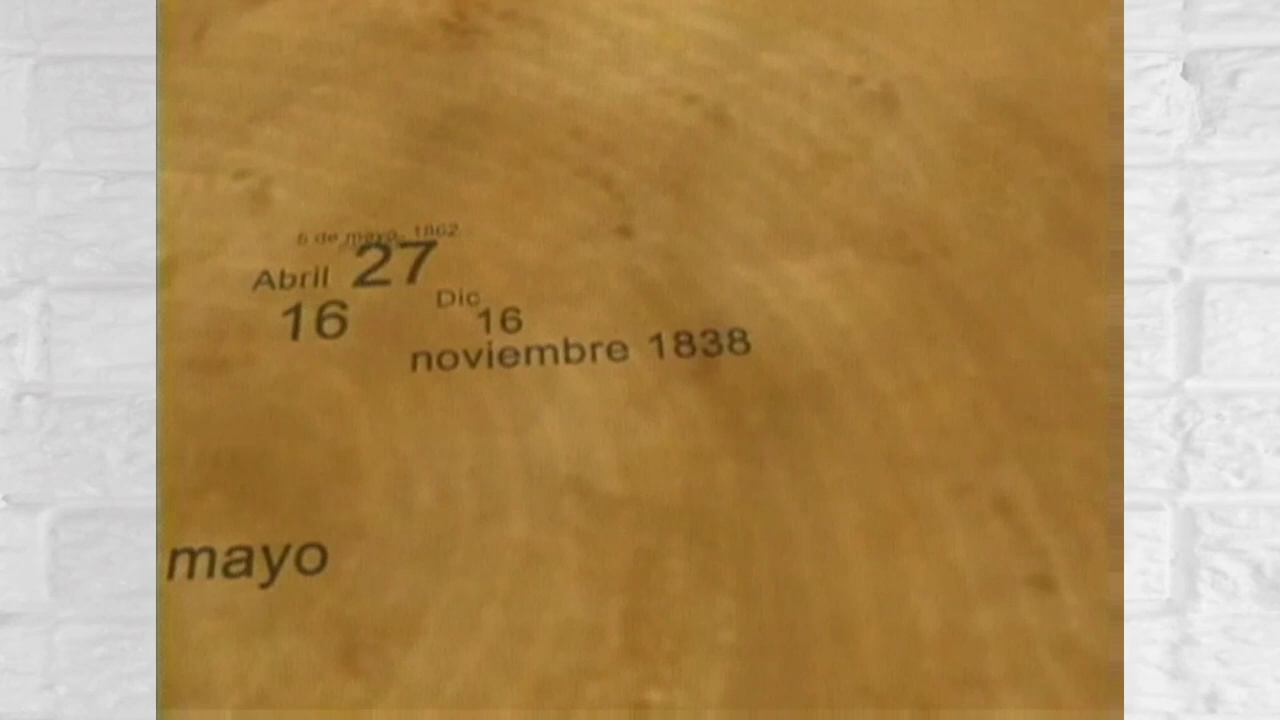 5 de mayo, 1862
Abril 27
Dic
16
16
noviembre 1838
mayo